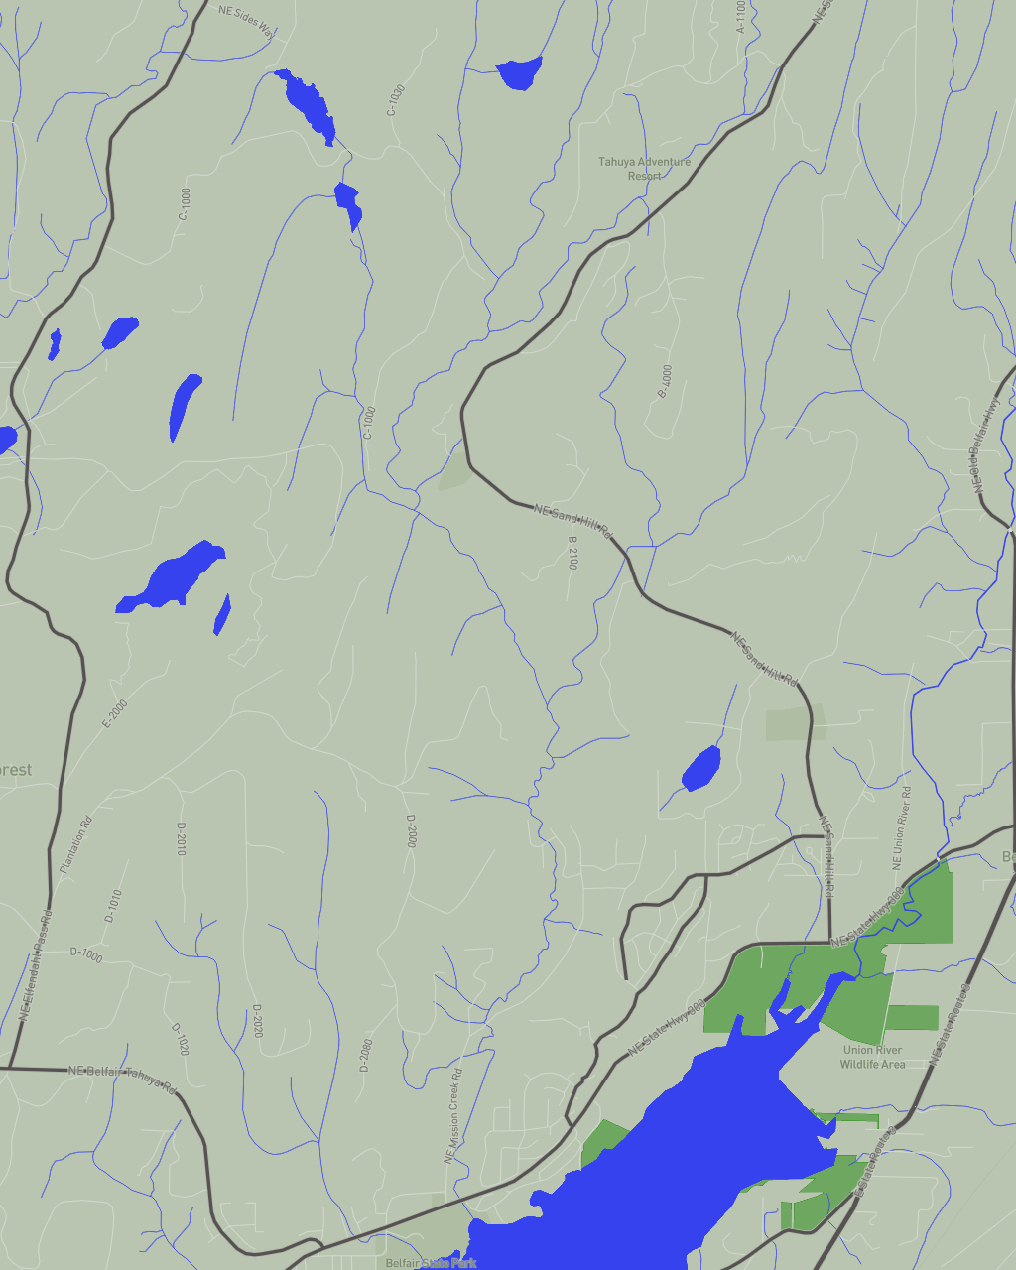 NE Sides Way
A-1100
C-1030
Tahuya Adventure
Resort
C-1000
B-4000
C-1000
NE Old Belfair Hwy
NE Sand Hill Rd
B 2100
NE Sand Hill Rd
E-2000
Plantation Rd
D-2010
D-2000
NE Sand Hill Rd
NE Union River Rd
D-1010
NE Elfendahl Pass Rd
D-1000
NE State Hwy 300
D-2020
D-1020
D-2080
NE State Hwy 300
NE State Route 3
Union River
Wildlife Area
NE Belfair Tahuya Rd
NE Mission Creek Rd
E State Route 3
Belfair State Park